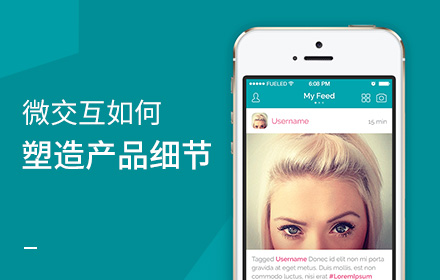 微交互如何
塑造产品细节
FUELED 6:08 PM
My Feed
Username 15 min
Tagged Username Donec id elit non mi porta
gravida at eget metus. Duis mollis, est non com
modo luctus, nisi erat #LoremIpsum